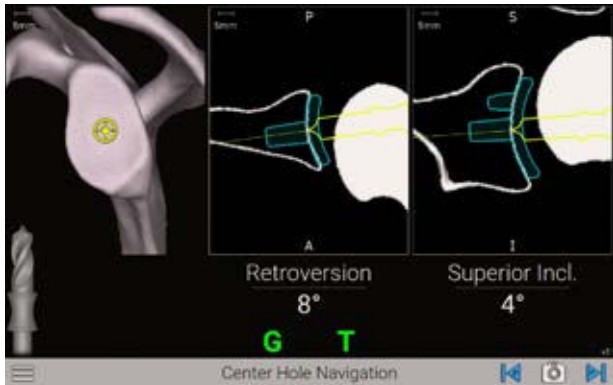 5mm
P
5mm
S
5mm
A
I
Retroversion
Superior Incl.
8°
4°
G T
Center Hole Navigation